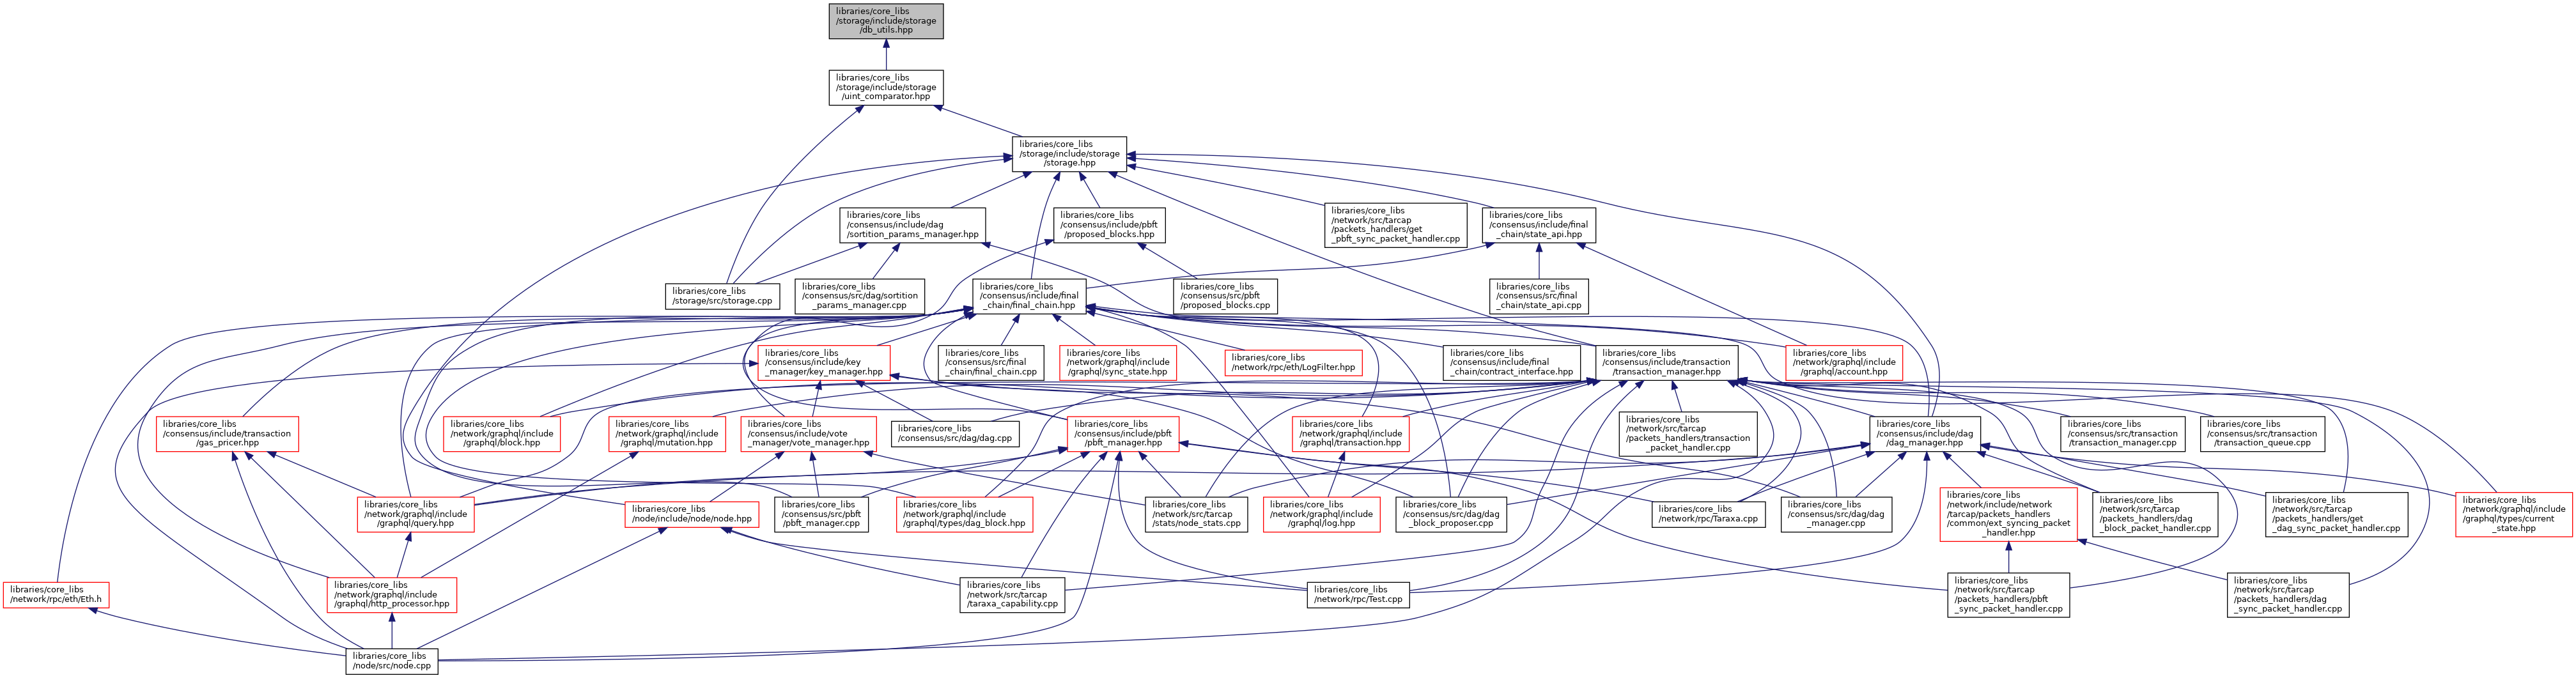 libraries/core_libs
/storage/include/storage
/db_utils.hpp
libraries/core_libs
/storage/include/storage
/uint_comparator.hpp
libraries/core_libs
/storage/include/storage
/storage.hpp
libraries/core_libs
/consensus/include/dag
/sortition_params_manager.hpp
libraries/core_libs
/consensus/include/pbft
/proposed_blocks.hpp
libraries/core_libs
/network/src/tarcap
/packets_handlers/get
_pbft_sync_packet_handler.cpp
libraries/core_libs
/consensus/include/final
_chain/state_api.hpp
libraries/core_libs
/storage/src/storage.cpp
libraries/core_libs
/consensus/src/dag/sortition
_params_manager.cpp
libraries/core_libs
/consensus/include/final
_chain/final_chain.hpp
libraries/core_libs
/consensus/src/pbft
/proposed_blocks.cpp
libraries/core_libs
/consensus/src/final
_chain/state_api.cpp
libraries/core_libs
/consensus/include/key
_manager/key_manager.hpp
libraries/core_libs
/consensus/src/final
_chain/final_chain.cpp
libraries/core_libs
/network/graphql/include
/graphql/sync_state.hpp
libraries/core_libs
/network/rpc/eth/LogFilter.hpp
libraries/core_libs
/consensus/include/final
_chain/contract_interface.hpp
libraries/core_libs
/consensus/include/transaction
/transaction_manager.hpp
libraries/core_libs
/network/graphql/include
/graphql/account.hpp
libraries/core_libs
/consensus/include/transaction
/gas_pricer.hpp
libraries/core_libs
/network/graphql/include
/graphql/block.hpp
libraries/core_libs
/network/graphql/include
/graphql/mutation.hpp
libraries/core_libs
/consensus/include/vote
_manager/vote_manager.hpp
libraries/core_libs
/consensus/src/dag/dag.cpp
libraries/core_libs
/consensus/include/pbft
/pbft_manager.hpp
libraries/core_libs
/network/graphql/include
/graphql/transaction.hpp
libraries/core_libs
/network/src/tarcap
/packets_handlers/transaction
_packet_handler.cpp
libraries/core_libs
/consensus/include/dag
/dag_manager.hpp
libraries/core_libs
/consensus/src/transaction
/transaction_manager.cpp
libraries/core_libs
/consensus/src/transaction
/transaction_queue.cpp
libraries/core_libs
/network/graphql/include
/graphql/query.hpp
libraries/core_libs
/node/include/node/node.hpp
libraries/core_libs
/consensus/src/pbft
/pbft_manager.cpp
libraries/core_libs
/network/graphql/include
/graphql/types/dag_block.hpp
libraries/core_libs
/network/src/tarcap
/stats/node_stats.cpp
libraries/core_libs
/network/graphql/include
/graphql/log.hpp
libraries/core_libs
/consensus/src/dag/dag
_block_proposer.cpp
libraries/core_libs
/network/rpc/Taraxa.cpp
libraries/core_libs
/consensus/src/dag/dag
_manager.cpp
libraries/core_libs
/network/include/network
/tarcap/packets_handlers
/common/ext_syncing_packet
_handler.hpp
libraries/core_libs
/network/src/tarcap
/packets_handlers/dag
_block_packet_handler.cpp
libraries/core_libs
/network/src/tarcap
/packets_handlers/get
_dag_sync_packet_handler.cpp
libraries/core_libs
/network/graphql/include
/graphql/types/current
_state.hpp
libraries/core_libs
/network/rpc/eth/Eth.h
libraries/core_libs
/network/graphql/include
/graphql/http_processor.hpp
libraries/core_libs
/network/src/tarcap
/taraxa_capability.cpp
libraries/core_libs
/network/rpc/Test.cpp
libraries/core_libs
/network/src/tarcap
/packets_handlers/pbft
_sync_packet_handler.cpp
libraries/core_libs
/network/src/tarcap
/packets_handlers/dag
_sync_packet_handler.cpp
libraries/core_libs
/node/src/node.cpp